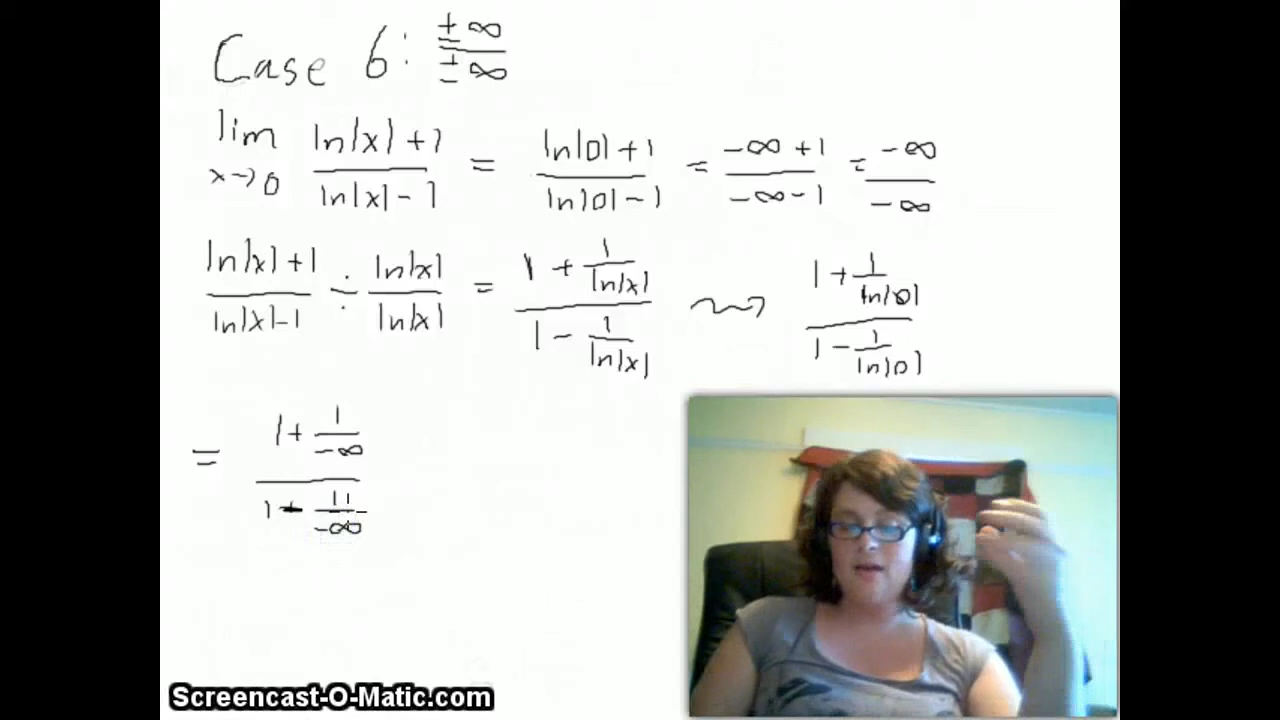 Case 6: ±∞/±∞
lim x→0 (ln|x|+1)/(ln|x|-1) = (ln|0|+1)/(ln|0|-1) = (-∞+1)/(-∞-1) = -∞/-∞
(ln|x|+1)/(ln|x|-1) ÷ ln|x|/ln|x| = (1 + 1/ln|x|)/(1 - 1/ln|x|) ⇝ (1 + 1/ln|0|)/(1 - 1/ln|0|)
= (1 + 1/-∞)/(1 - 11/-∞)
Screencast-O-Matic.com